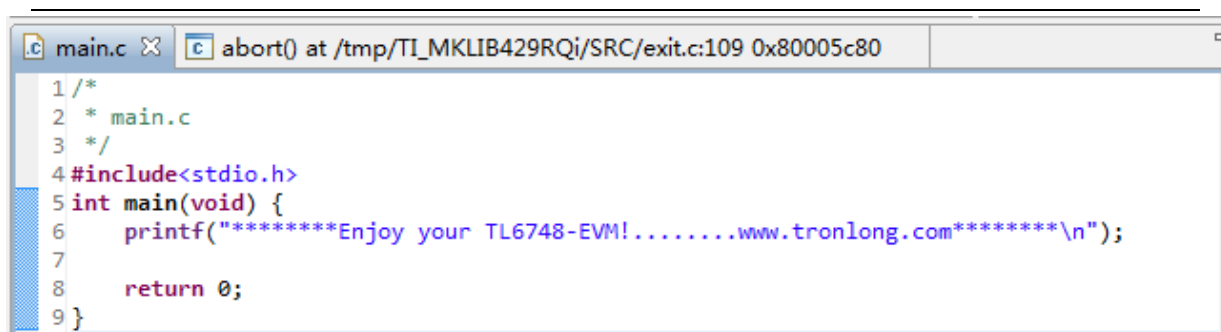 main.c abort() at /tmp/TI_MKLIB429RQi/SRC/exit.c:109 0x80005c80
1 /*
2  * main.c
3  */
4 #include<stdio.h>
5 int main(void) {
6     printf("********Enjoy your TL6748-EVM!........www.tronlong.com********\n");
7
8     return 0;
9 }